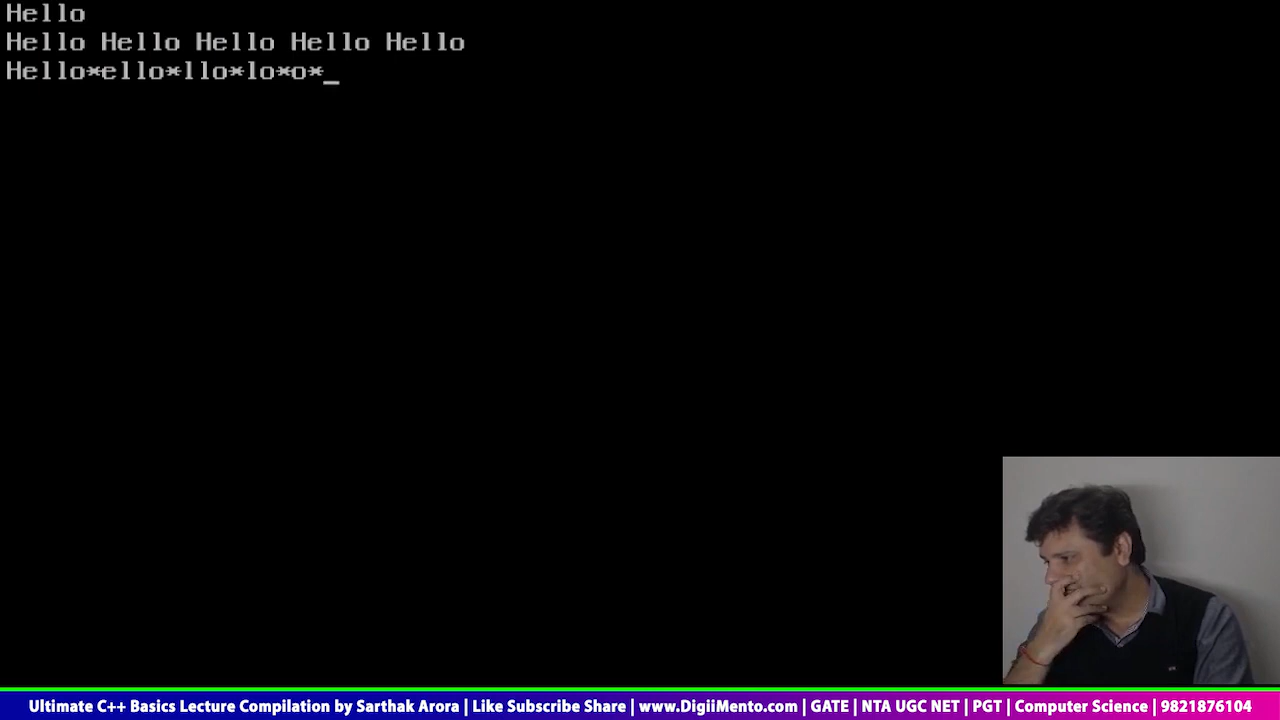 Hello
Hello Hello Hello Hello Hello
Hello*ello*llo*lo*o*_
Ultimate C++ Basics Lecture Compilation by Sarthak Arora | Like Subscribe Share | www.DigiiMento.com | GATE | NTA UGC NET | PGT | Computer Science | 9821876104